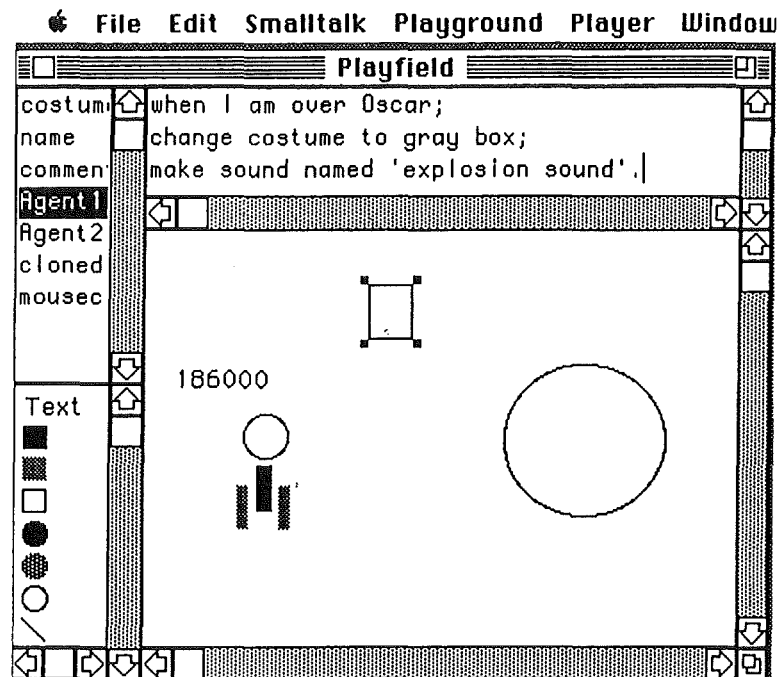 File Edit Smalltalk Playground Player Window
Playfield
costum
name
commen
Agent1
Agent2
cloned
mousec
when I am over Oscar;
change costume to gray box;
make sound named 'explosion sound'.
186000
Text